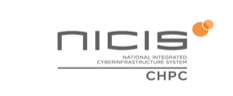 nicis
NATIONAL INTEGRATED
CYBERINFRASTRUCTURE SYSTEM
CHPC